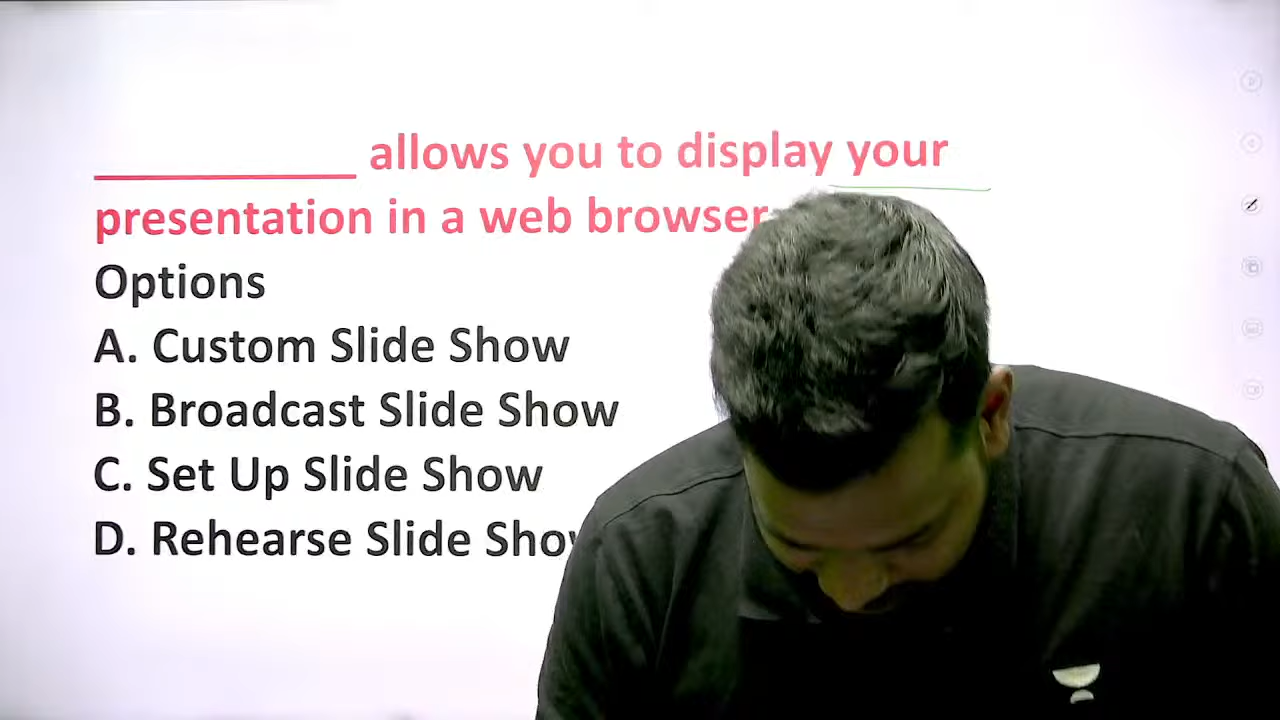 __________ allows you to display your
presentation in a web browser
Options
A. Custom Slide Show
B. Broadcast Slide Show
C. Set Up Slide Show
D. Rehearse Slide